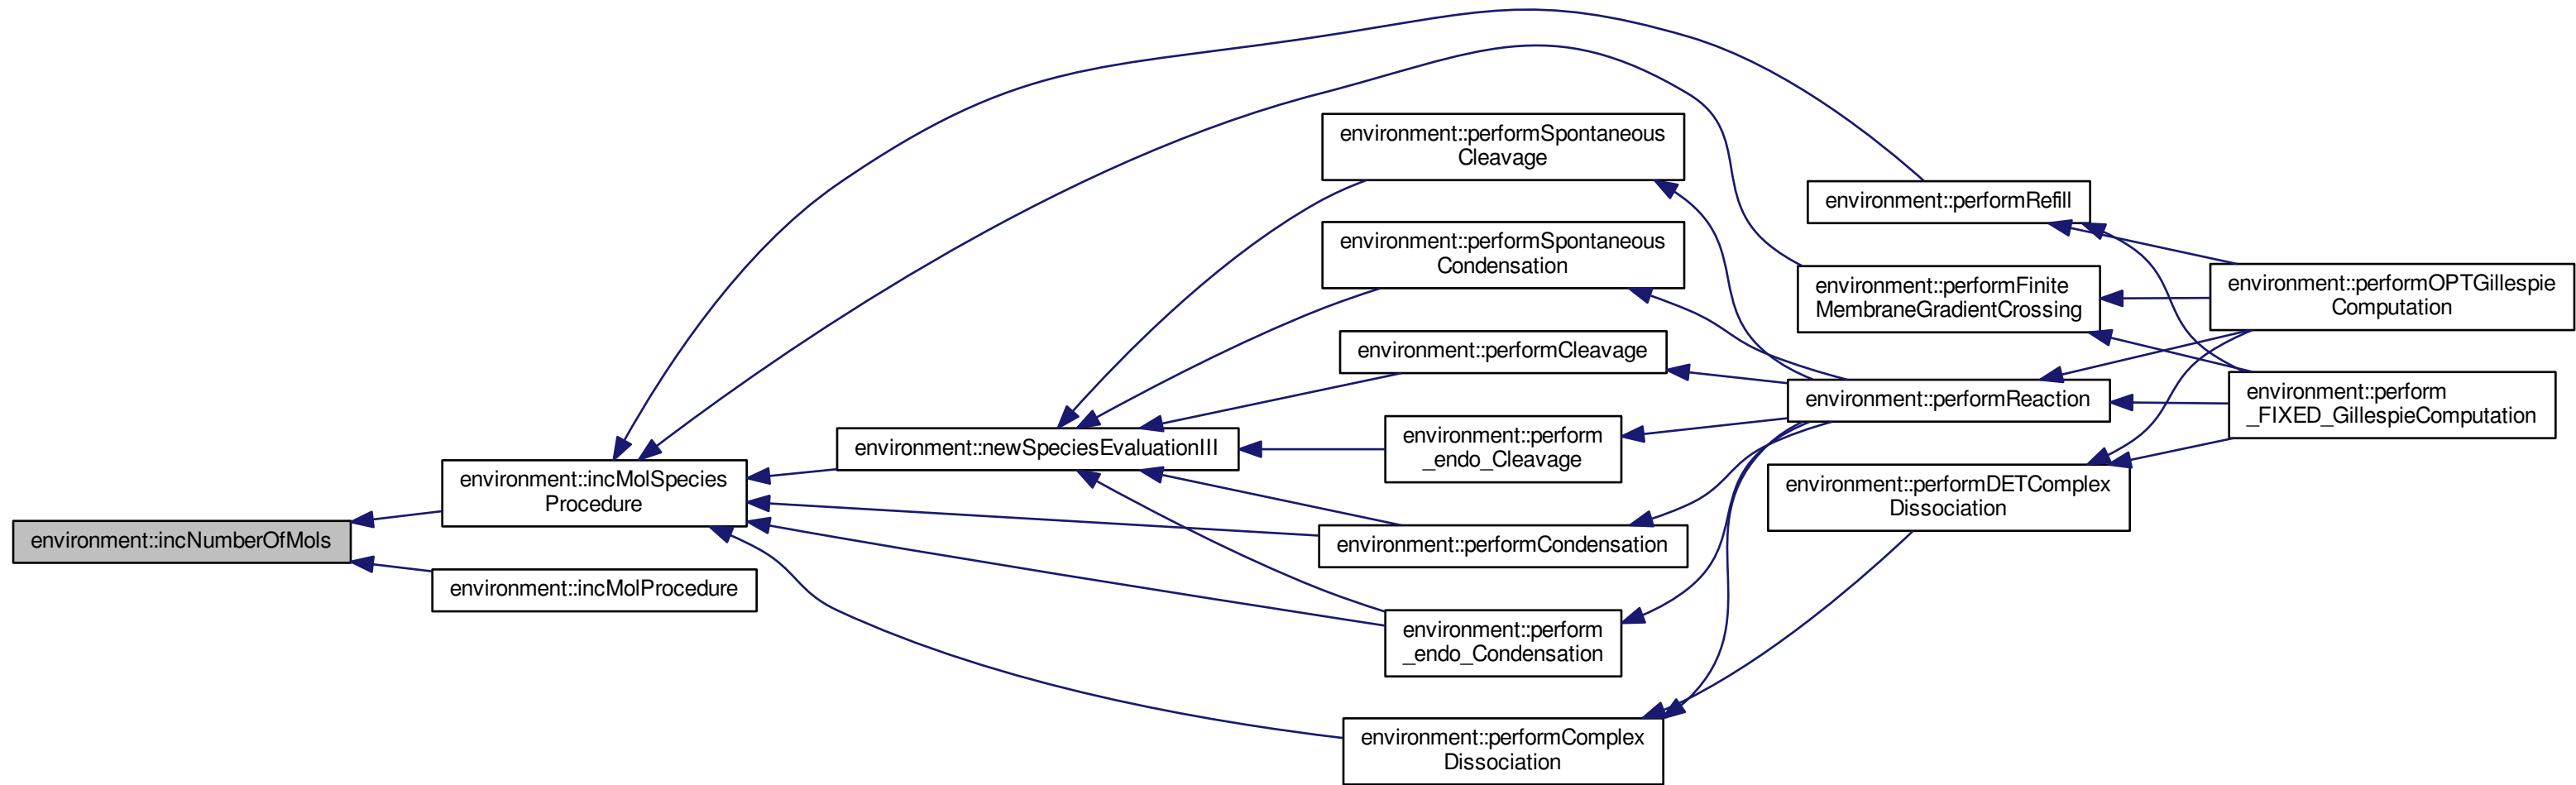 environment::performSpontaneous
Cleavage
environment::performRefill
environment::performSpontaneous
Condensation
environment::performFinite
MembraneGradientCrossing
environment::performOPTGillespie
Computation
environment::performCleavage
environment::performReaction
environment::perform
_FIXED_GillespieComputation
environment::newSpeciesEvaluationIII
environment::perform
_endo_Cleavage
environment::incMolSpecies
Procedure
environment::performDETComplex
Dissociation
environment::incNumberOfMols
environment::performCondensation
environment::incMolProcedure
environment::perform
_endo_Condensation
environment::performComplex
Dissociation